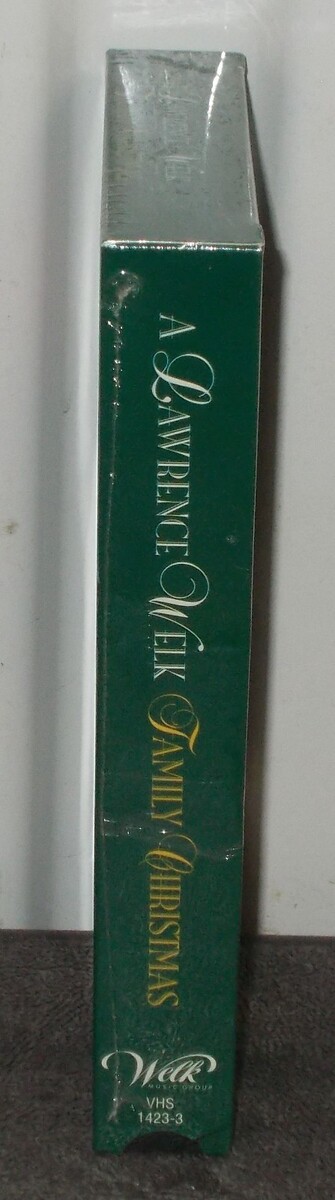 A LAWRENCE WELK FAMILY CHRISTMAS
Welk
MUSIC GROUP
VHS
1423-3